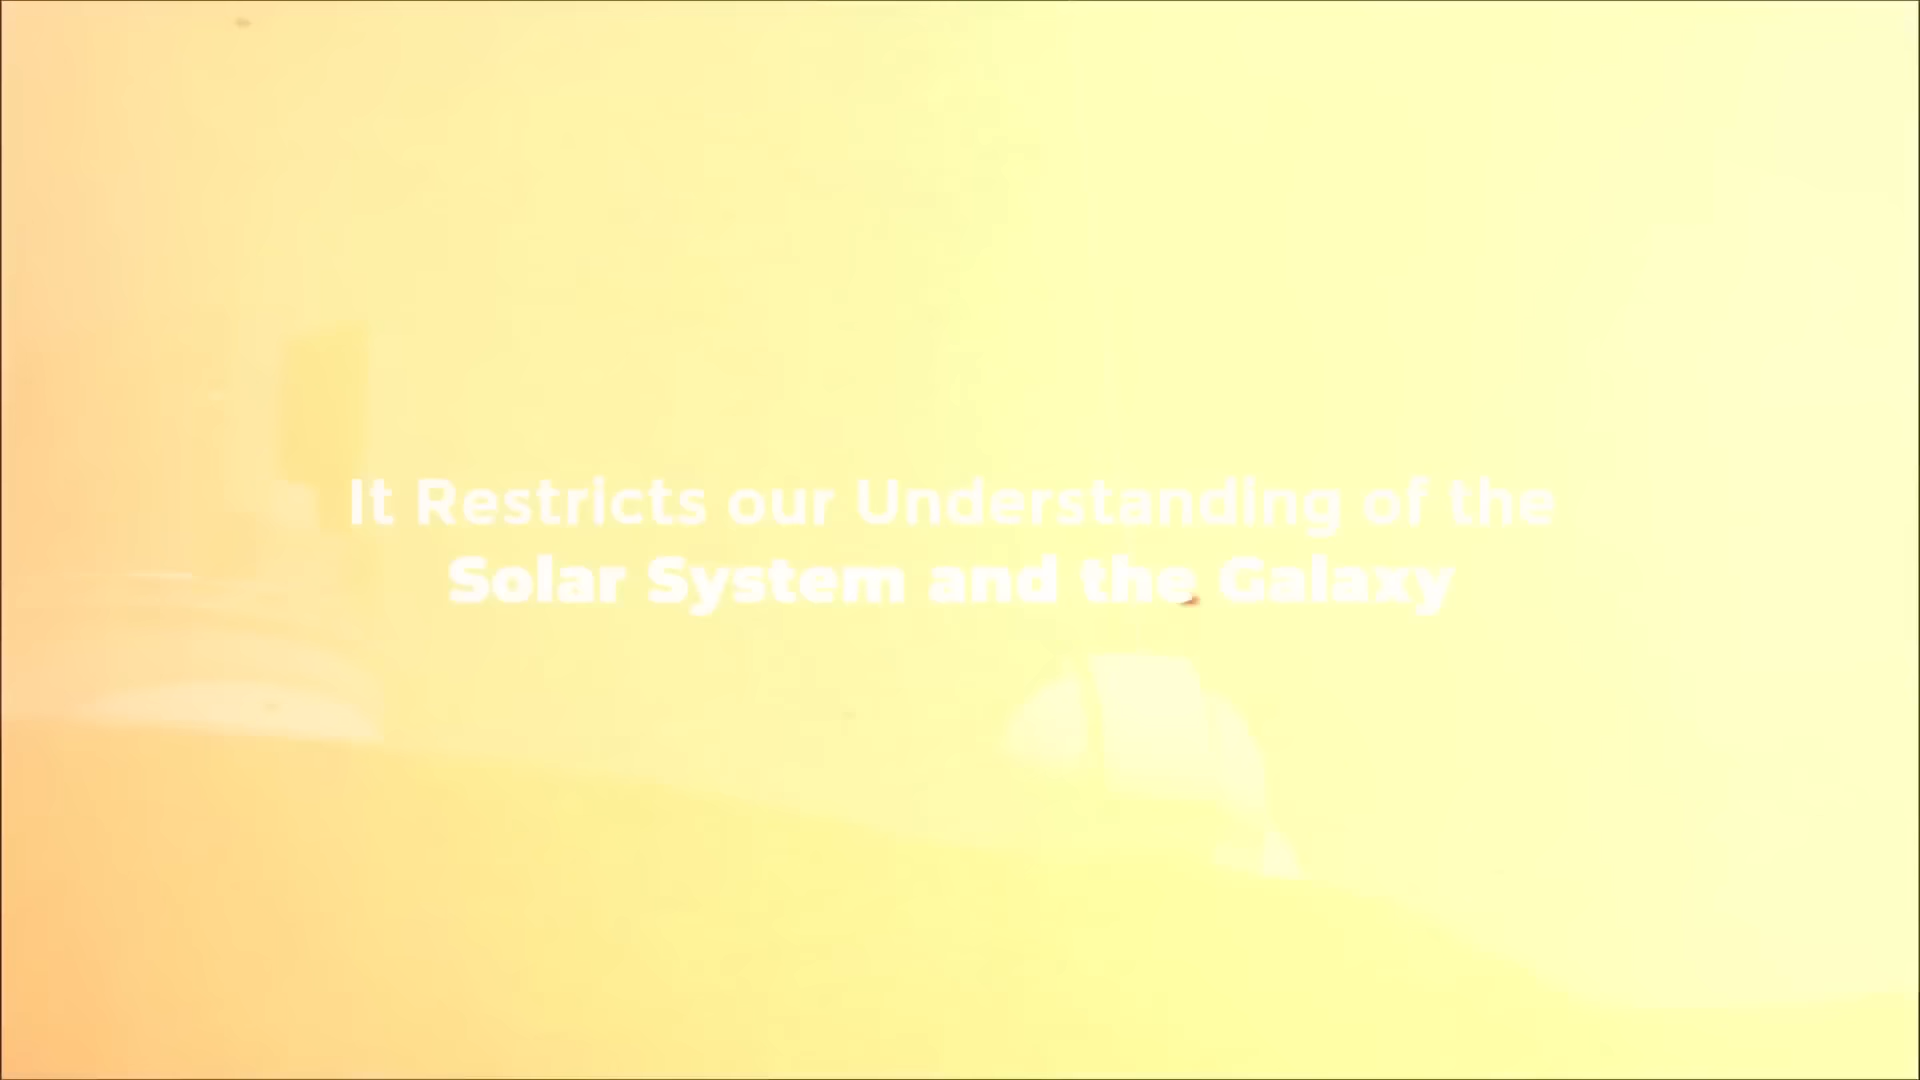 It Restricts our Understanding of the
Solar System and the Galaxy